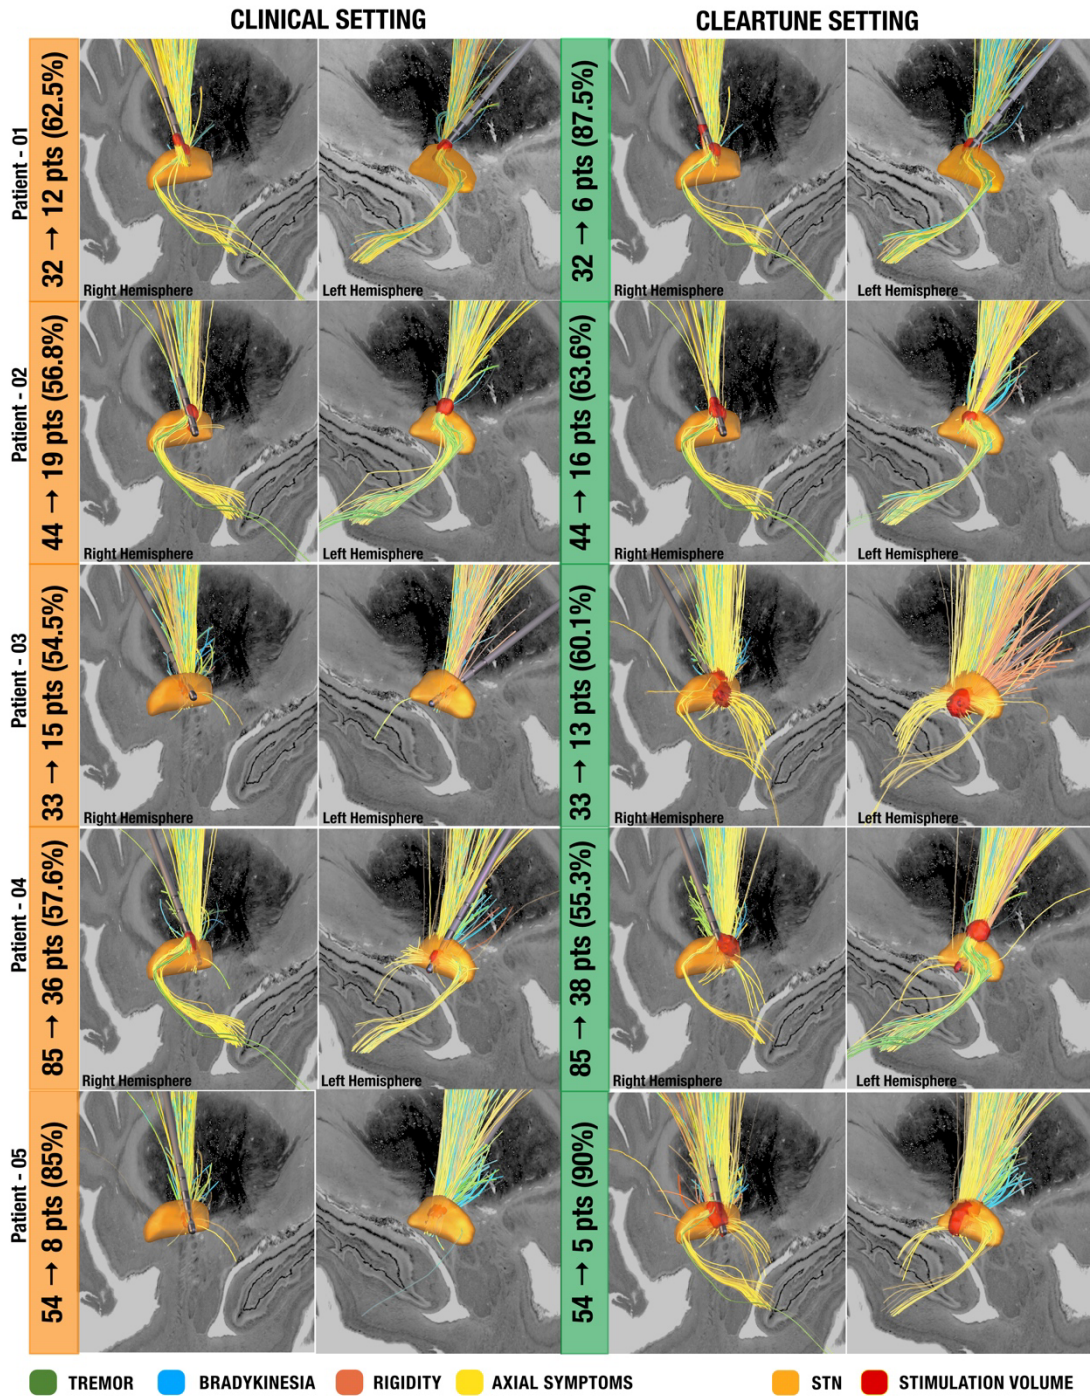 CLINICAL SETTING
CLEARTUNE SETTING
Patient - 01
32 → 12 pts (62.5%)
Right Hemisphere
Left Hemisphere
32 → 6 pts (87.5%)
Right Hemisphere
Left Hemisphere
Patient - 02
44 → 19 pts (56.8%)
Right Hemisphere
Left Hemisphere
44 → 16 pts (63.6%)
Right Hemisphere
Left Hemisphere
Patient - 03
33 → 15 pts (54.5%)
Right Hemisphere
Left Hemisphere
33 → 13 pts (60.1%)
Right Hemisphere
Left Hemisphere
Patient - 04
85 → 36 pts (57.6%)
Right Hemisphere
Left Hemisphere
85 → 38 pts (55.3%)
Right Hemisphere
Left Hemisphere
Patient - 05
54 → 8 pts (85%)
54 → 5 pts (90%)
TREMOR
BRADYKINESIA
RIGIDITY
AXIAL SYMPTOMS
STN
STIMULATION VOLUME